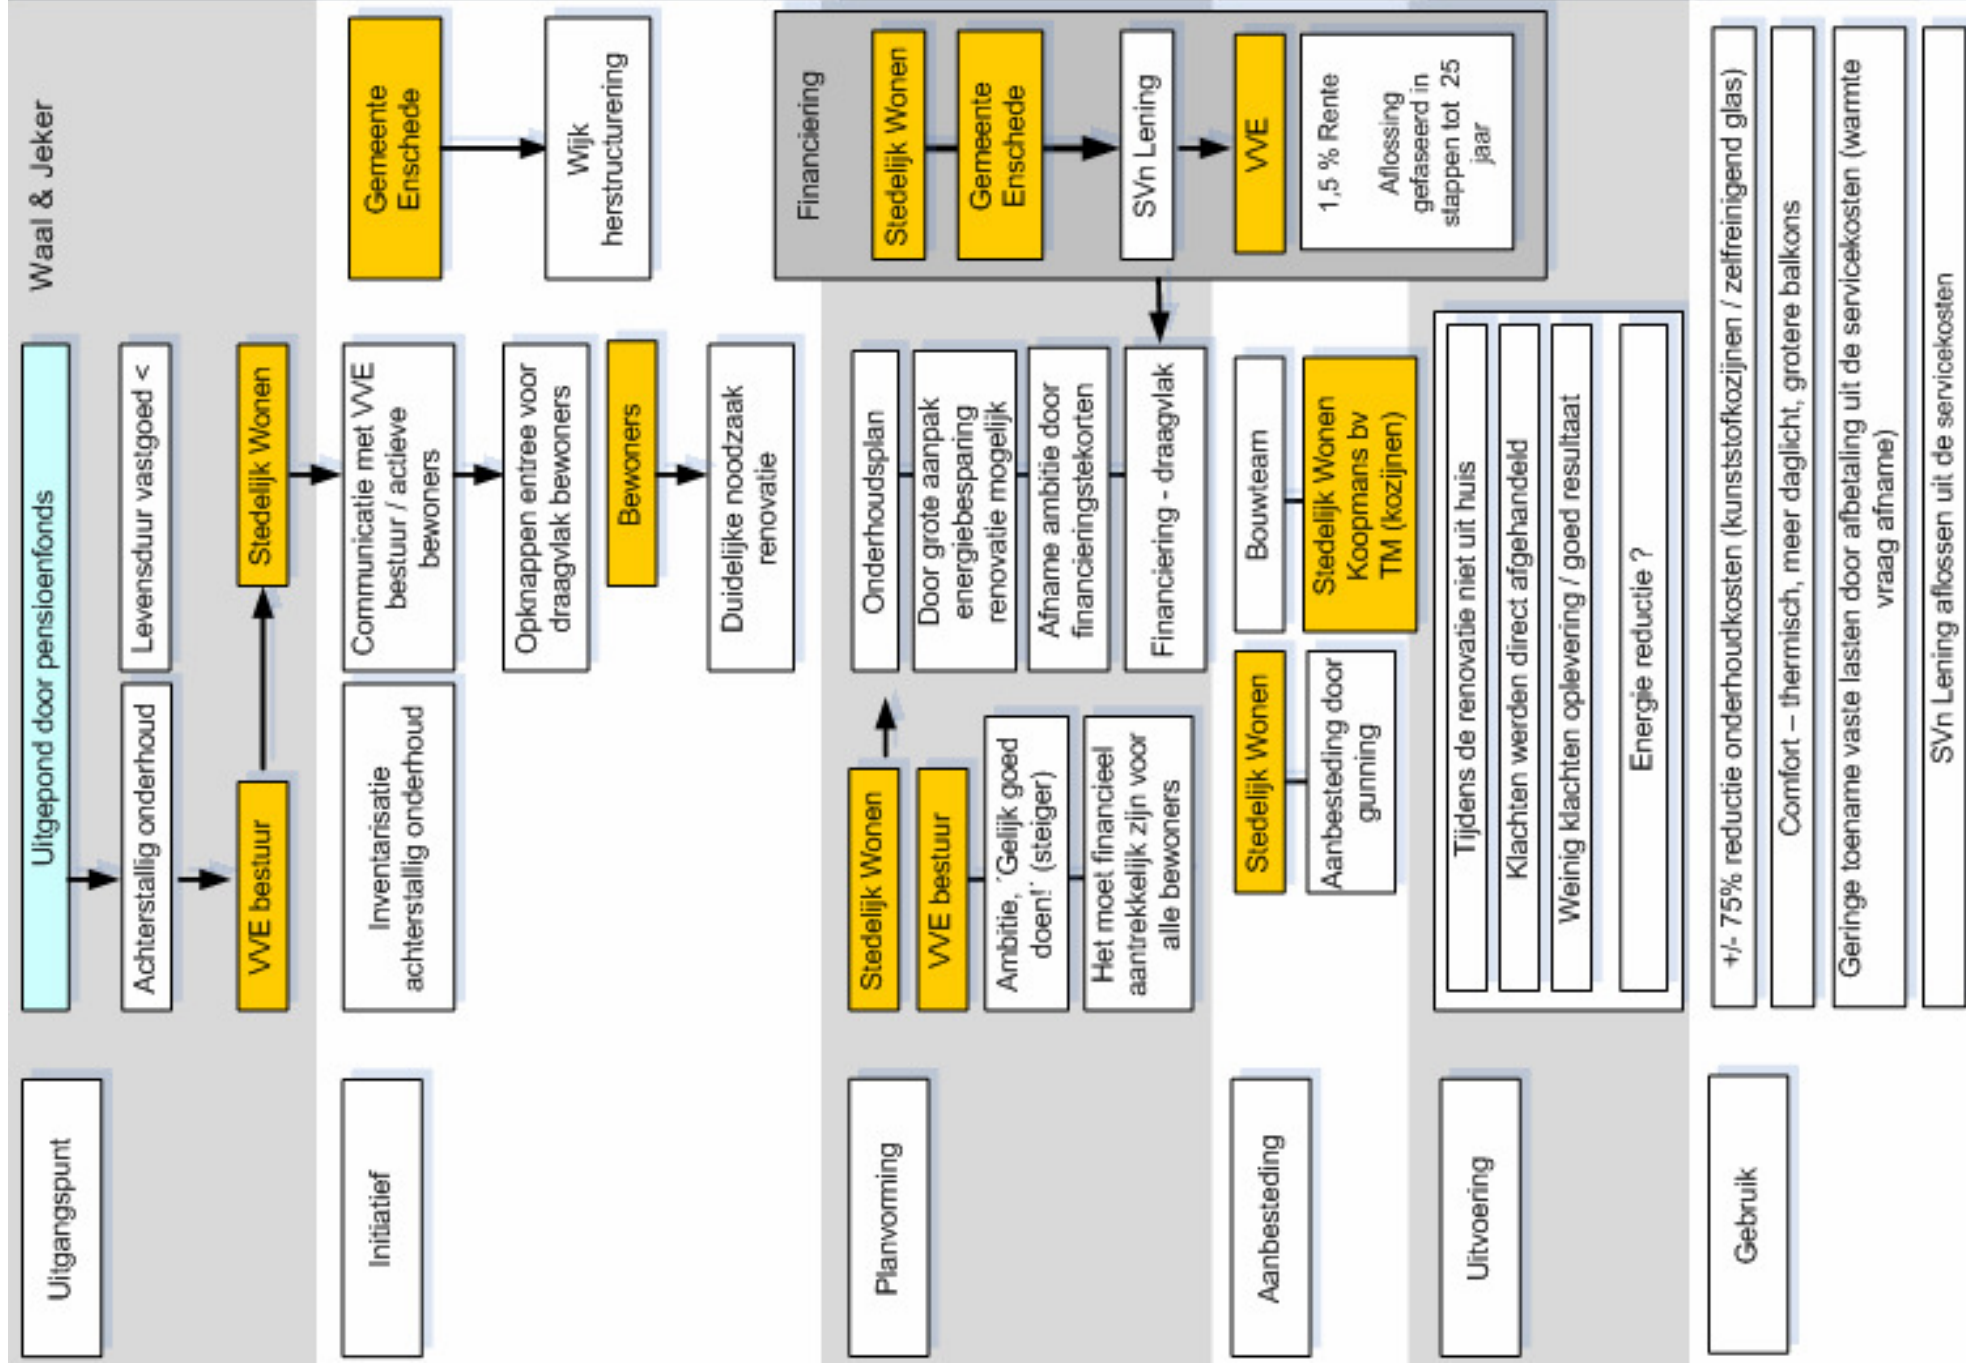 Waal & Jeker
Uitgangspunt
Uitgepond door pensioenfonds
Achterstallig onderhoud
Levensduur vastgoed <
VVE bestuur
Stedelijk Wonen
Initiatief
Inventarisatie
achterstallig onderhoud
Communicatie met VVE
bestuur / actieve
bewoners
Opknappen entree voor
draagvlak bewoners
Bewoners
Duidelijke noodzaak
renovatie
Gemeente
Enschede
Wijk
herstructurering
Planvorming
Stedelijk Wonen
VVE bestuur
Ambitie, ´Gelijk goed
doen!´ (steiger)
Het moet financieel
aantrekkelijk zijn voor
alle bewoners
Onderhoudsplan
Door grote aanpak
energiebesparing
renovatie mogelijk
Afname ambitie door
financieringstekorten
Financiering - draagvlak
Financiering
Stedelijk Wonen
Gemeente
Enschede
SVn Lening
VVE
1,5 % Rente
Aflossing
gefaseerd in
stappen tot 25
jaar
Aanbesteding
Stedelijk Wonen
Aanbesteding door
gunning
Bouwteam
Stedelijk Wonen
Koopmans bv
TM (kozijnen)
Uitvoering
Tijdens de renovatie niet uit huis
Klachten werden direct afgehandeld
Weinig klachten oplevering / goed resultaat
Energie reductie ?
Gebruik
+/- 75% reductie onderhoudkosten (kunststofkozijnen / zelfreinigend glas)
Comfort – thermisch, meer daglicht, grotere balkons
Geringe toename vaste lasten door afbetaling uit de servicekosten (warmte
vraag afname)
SVn Lening aflossen uit de servicekosten